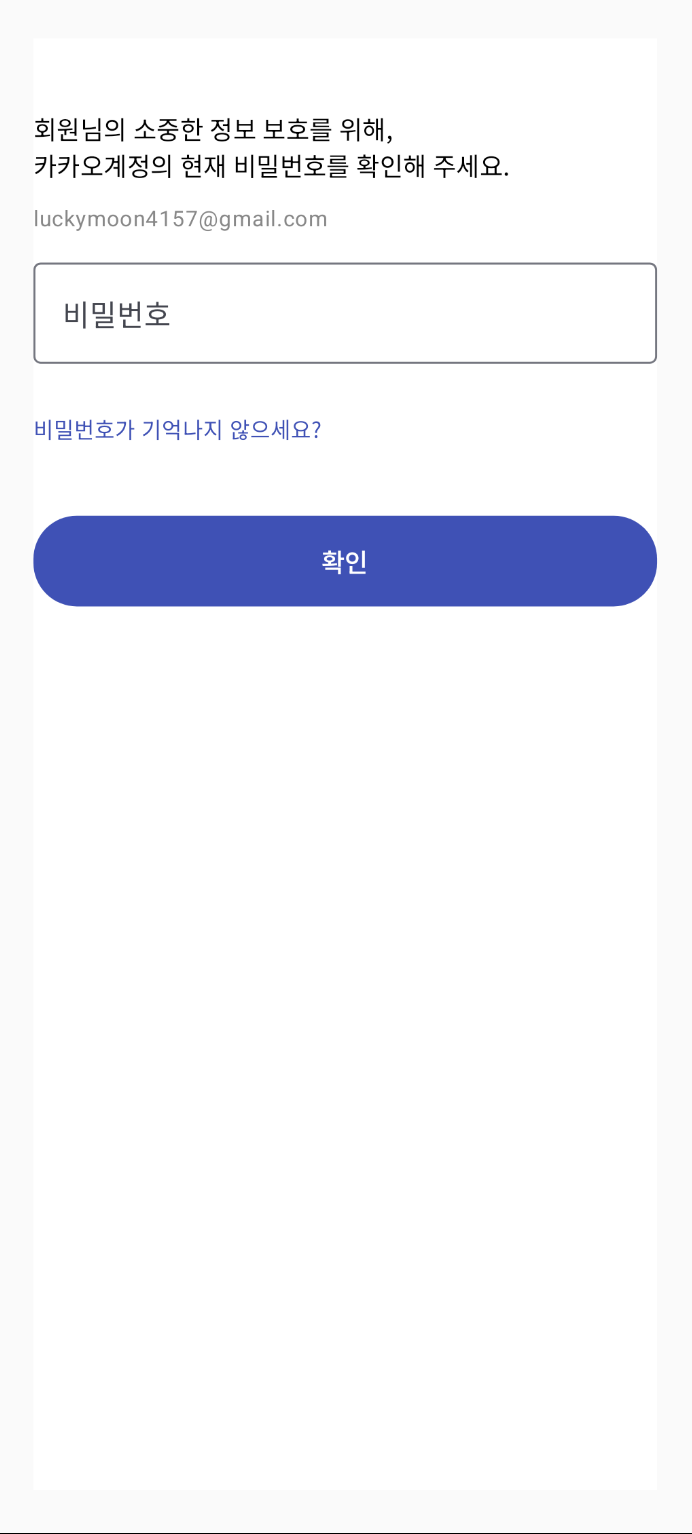 회원님의 소중한 정보 보호를 위해,
카카오계정의 현재 비밀번호를 확인해 주세요.
luckymoon4157@gmail.com
비밀번호
비밀번호가 기억나지 않으세요?
확인